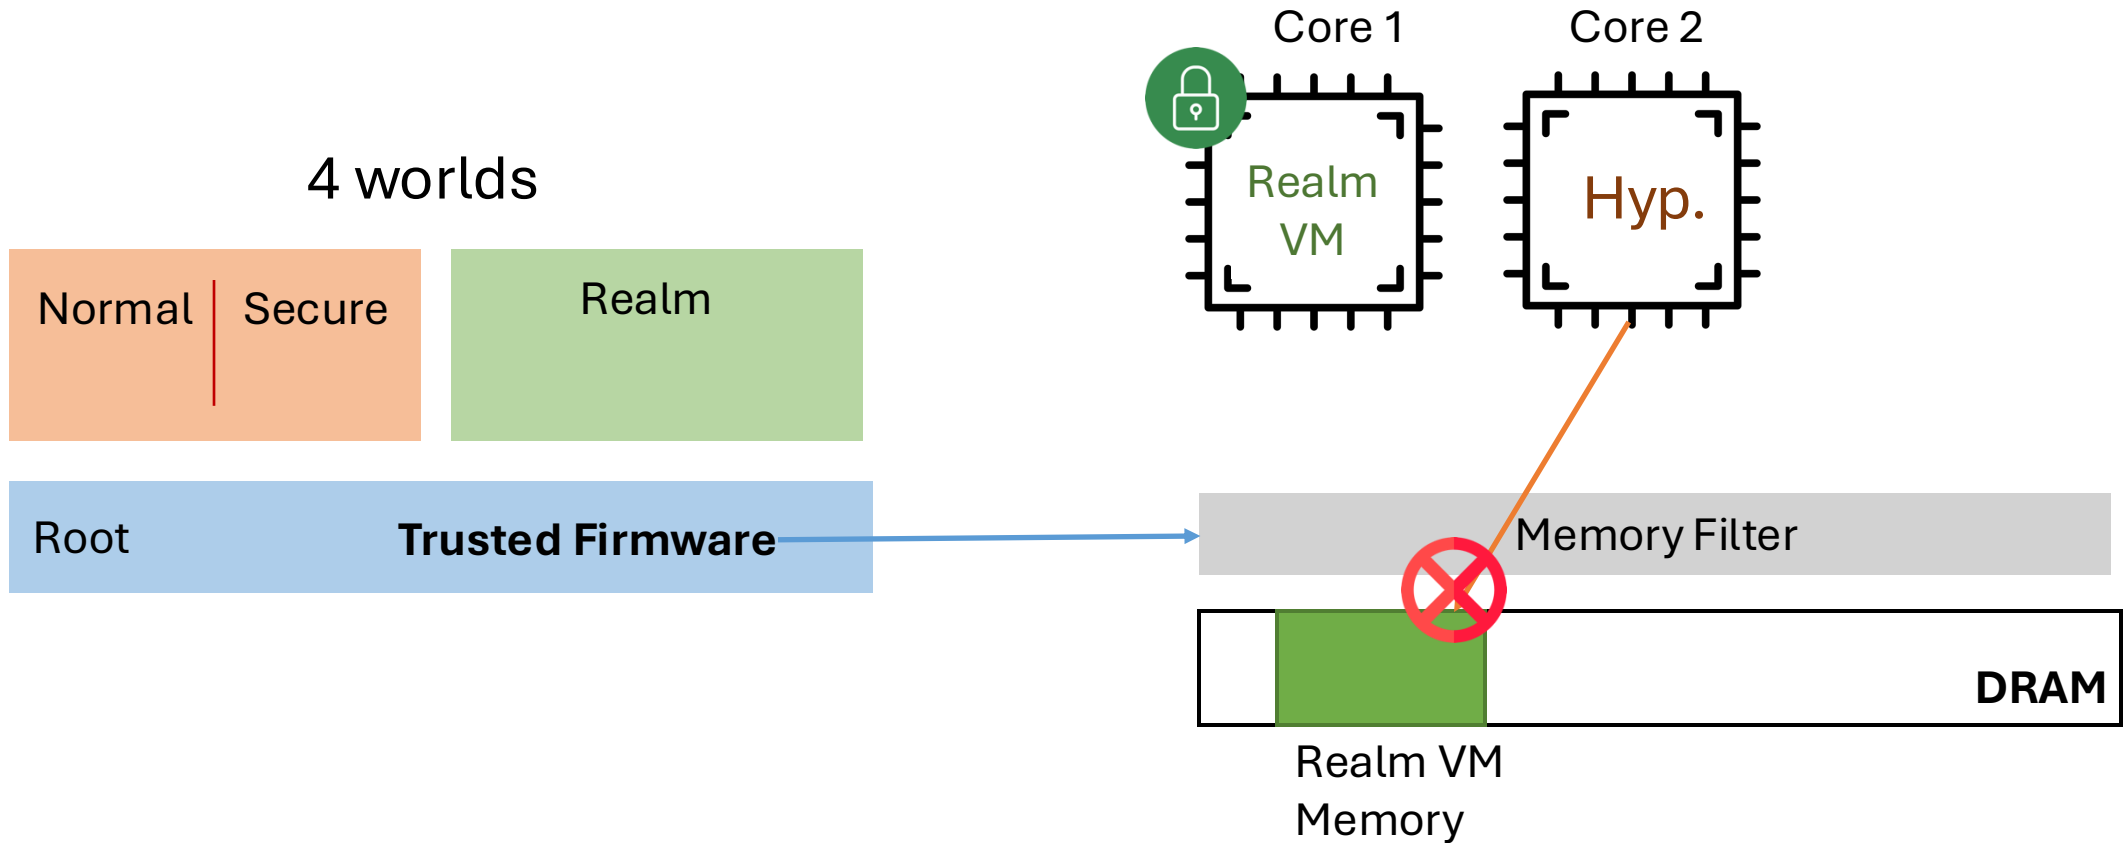 4 worlds
Normal
Secure
Realm
Root
Trusted Firmware
Core 1
Core 2
Realm
VM
Hyp.
Memory Filter
DRAM
Realm VM
Memory